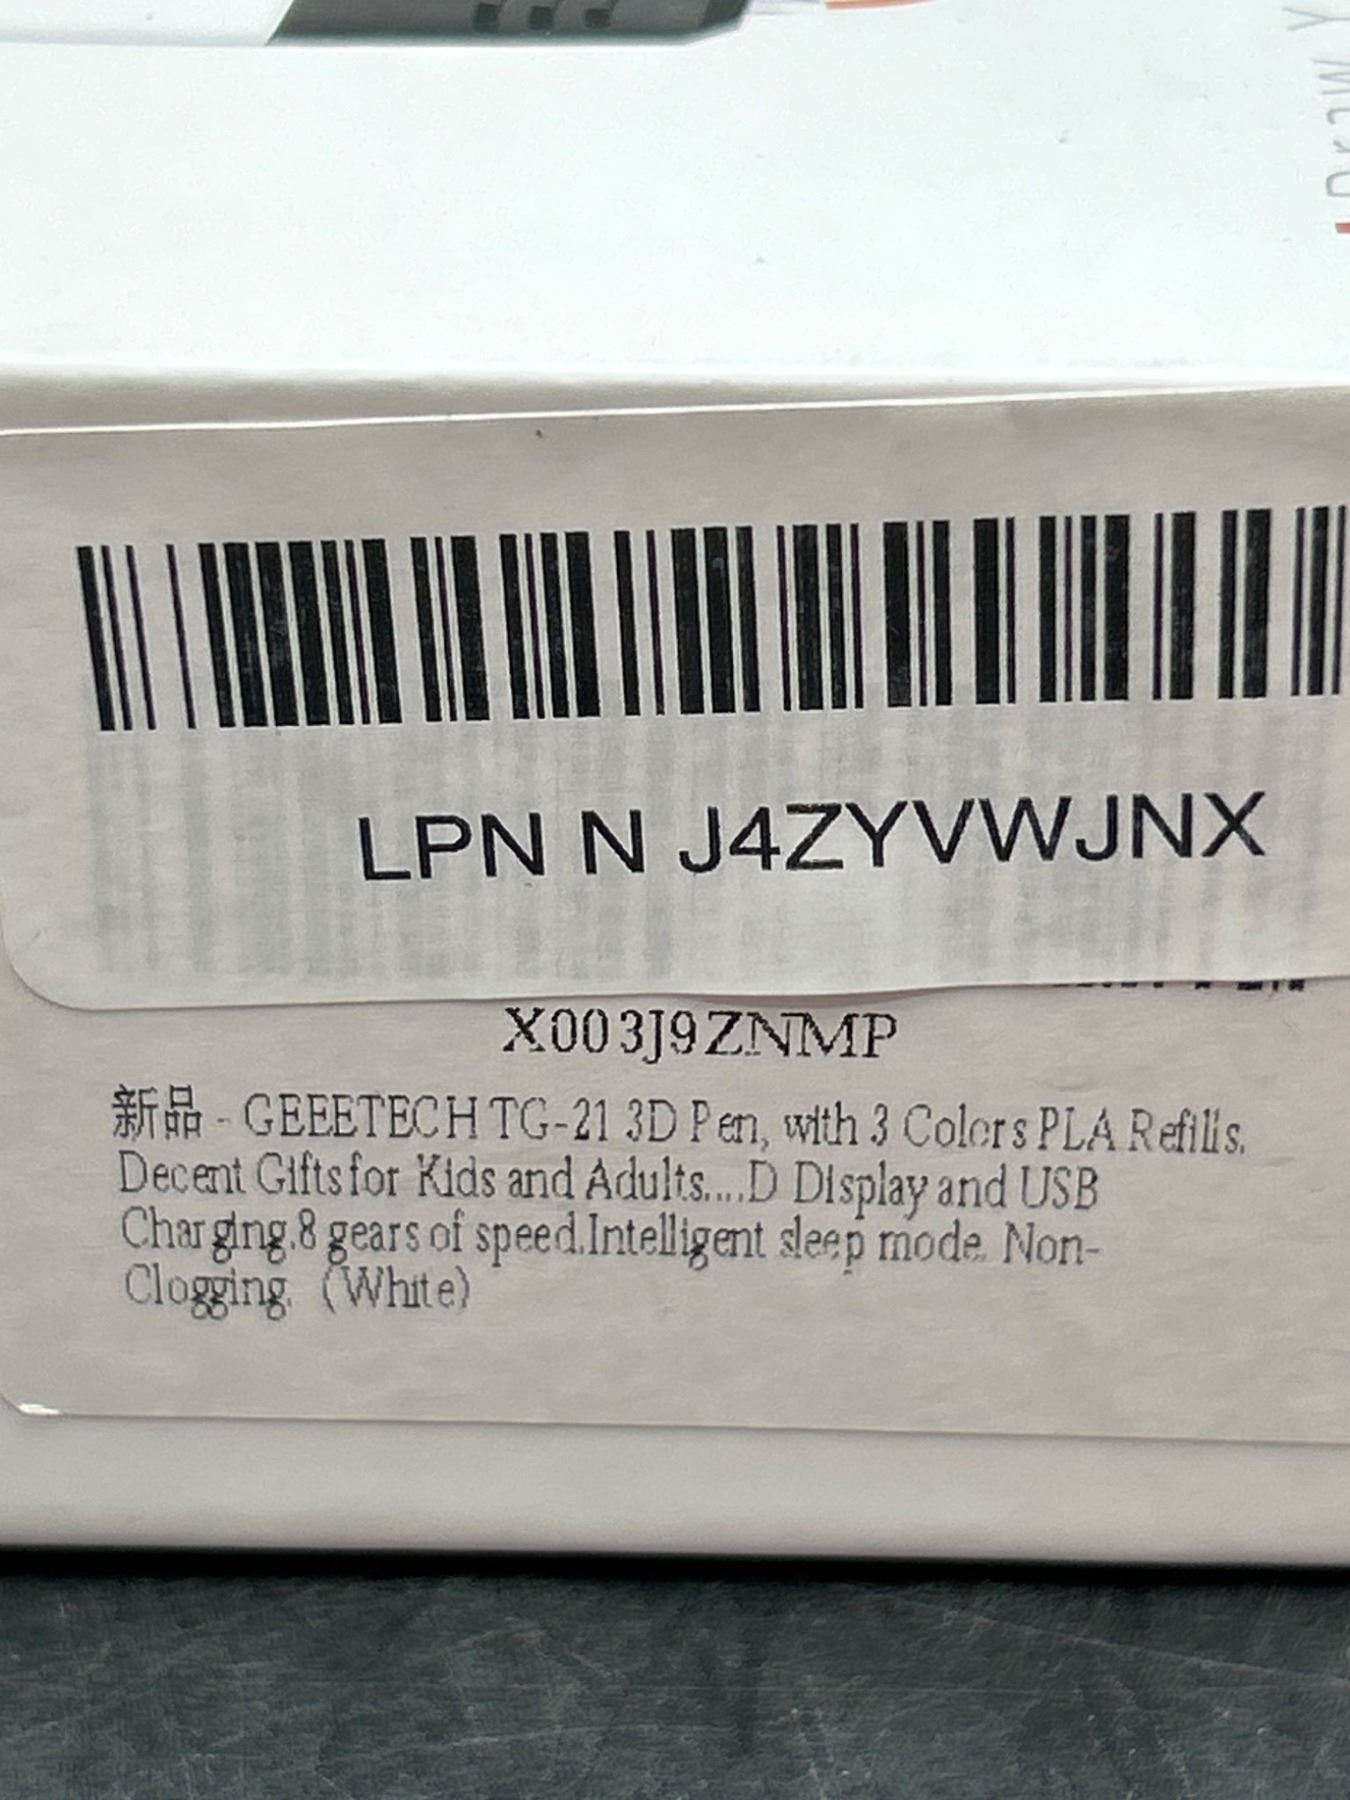 Draw Y
LPN N J4ZYVWJNX
X003J9ZNMP
新品 - GEEETECH TG-21 3D Pen, with 3 Colors PLA Refills,
Decent Gifts for Kids and Adults....D Display and USB
Charging.8 gears of speed.Intelligent sleep mode. Non-
Clogging. （White）